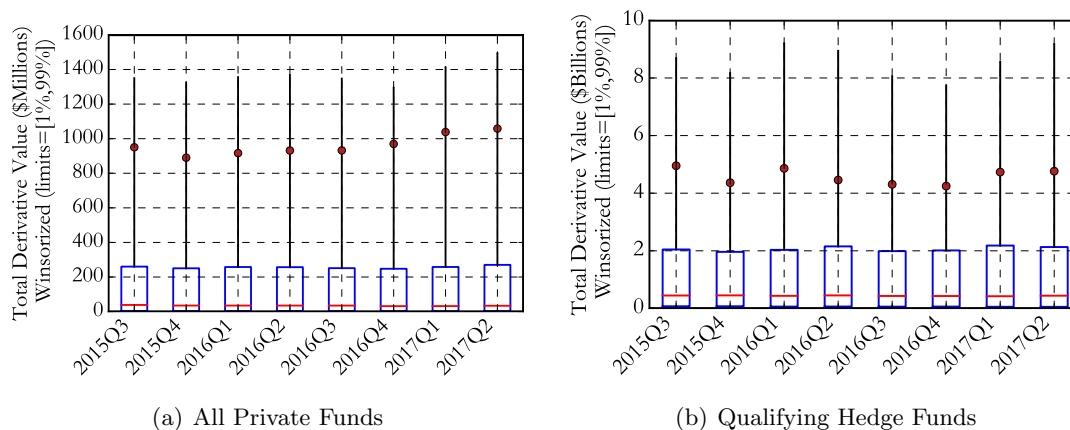 Total Derivative Value ($Millions)
Winsorized (limits=[1%,99%]
1600
1400
1200
1000
800
600
400
200
0
2015Q3
2015Q4
2016Q1
2016Q2
2016Q3
2016Q4
2017Q1
2017Q2
(a) All Private Funds
Total Derivative Value ($Billions)
Winsorized (limits=[1%,99%]
10
8
6
4
2
0
2015Q3
2015Q4
2016Q1
2016Q2
2016Q3
2016Q4
2017Q1
2017Q2
(b) Qualifying Hedge Funds